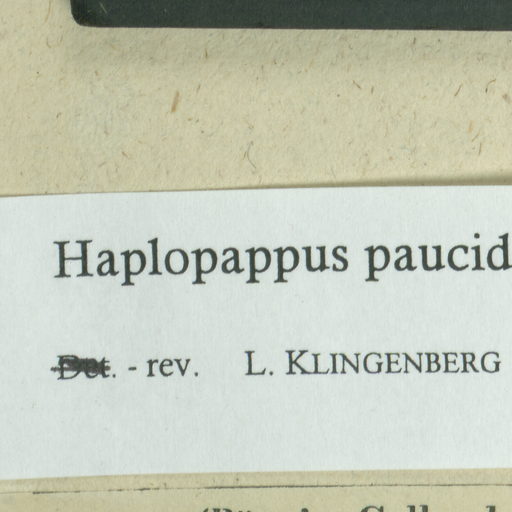 Haplopappus paucid
Det. - rev. L. KLINGENBERG